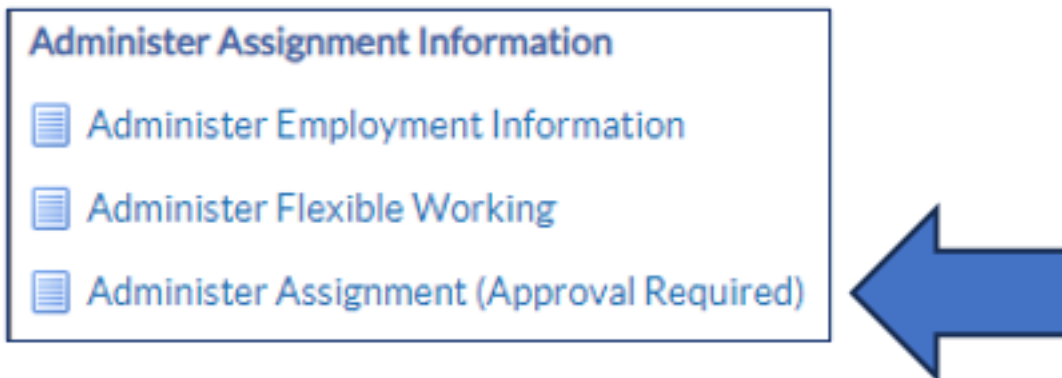 Administer Assignment Information
Administer Employment Information
Administer Flexible Working
Administer Assignment (Approval Required)